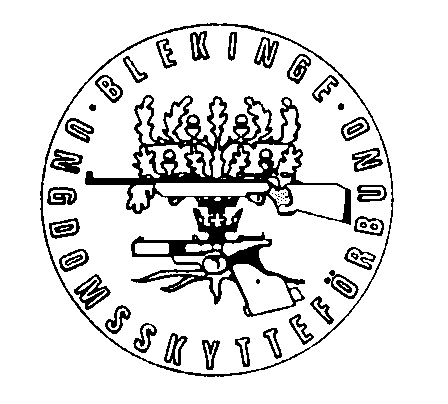 · BLEKINGE ·
UNGDOMSSKYTTEFÖRBUND